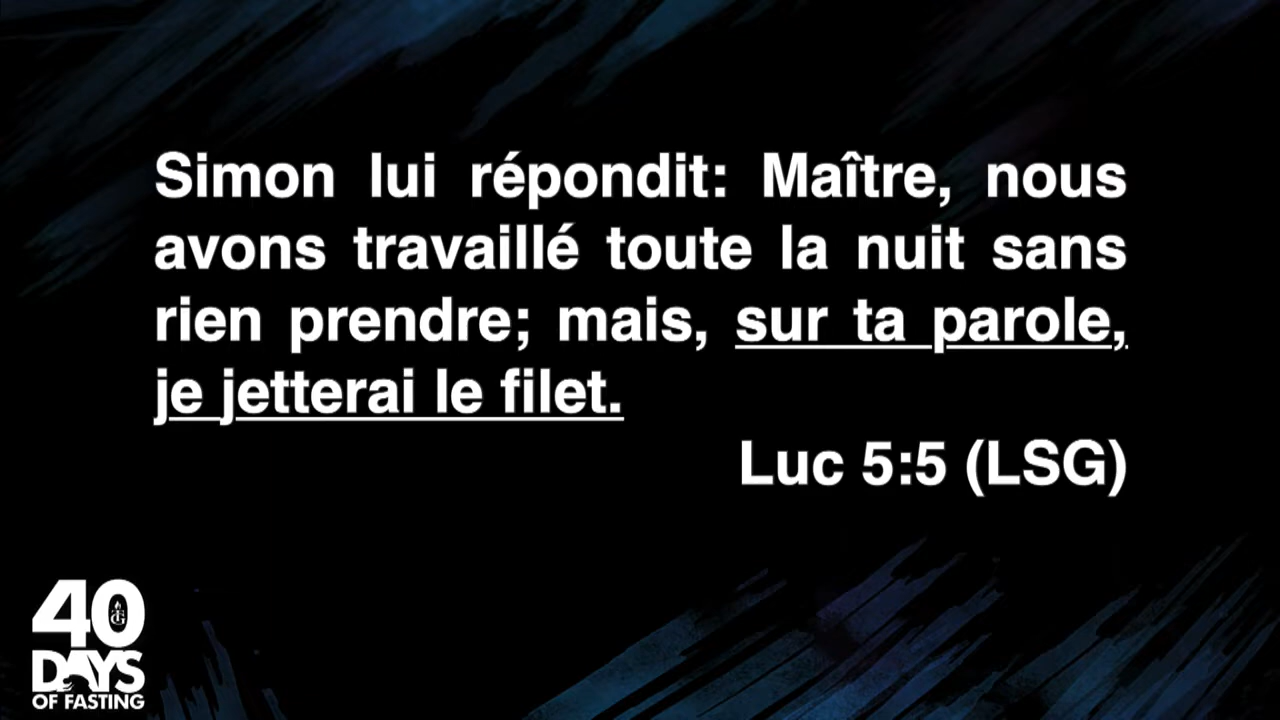 Simon lui répondit: Maître, nous
avons travaillé toute la nuit sans
rien prendre; mais, sur ta parole,
je jetterai le filet.
Luc 5:5 (LSG)
40
DAYS
OF FASTING